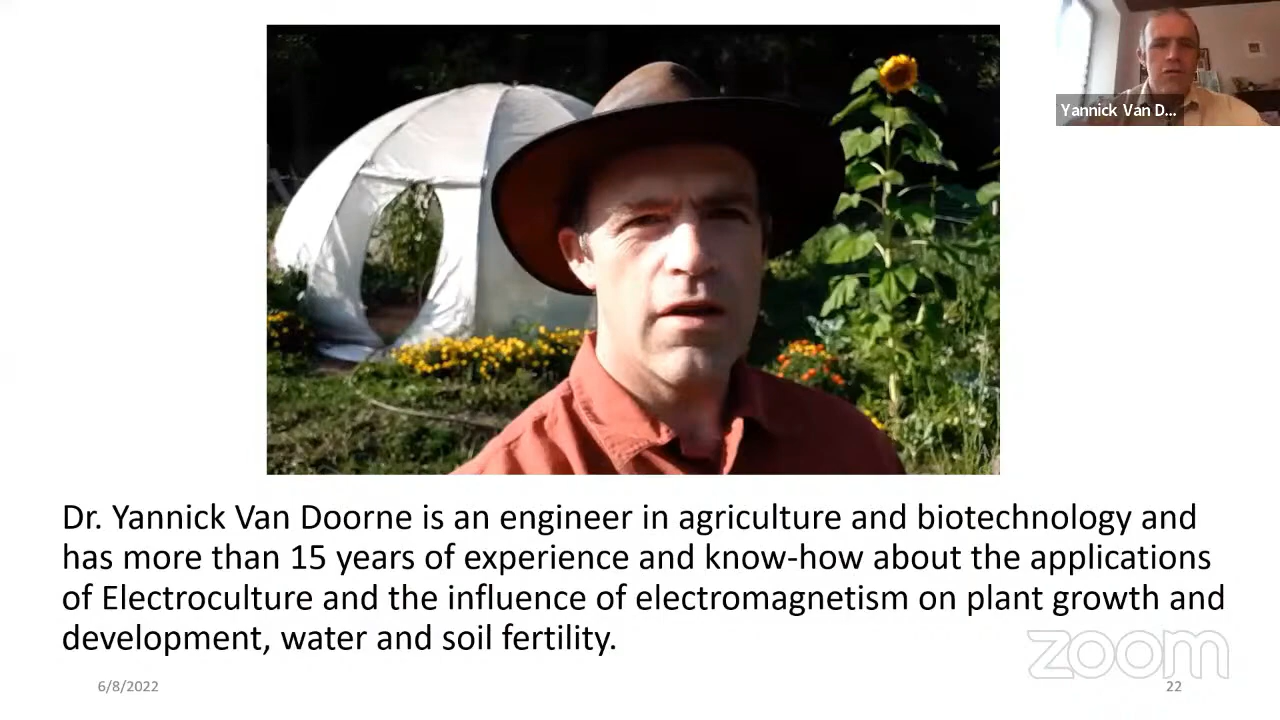 Yannick Van D...
Dr. Yannick Van Doorne is an engineer in agriculture and biotechnology and
has more than 15 years of experience and know-how about the applications
of Electroculture and the influence of electromagnetism on plant growth and
development, water and soil fertility.
zoom
6/8/2022
22